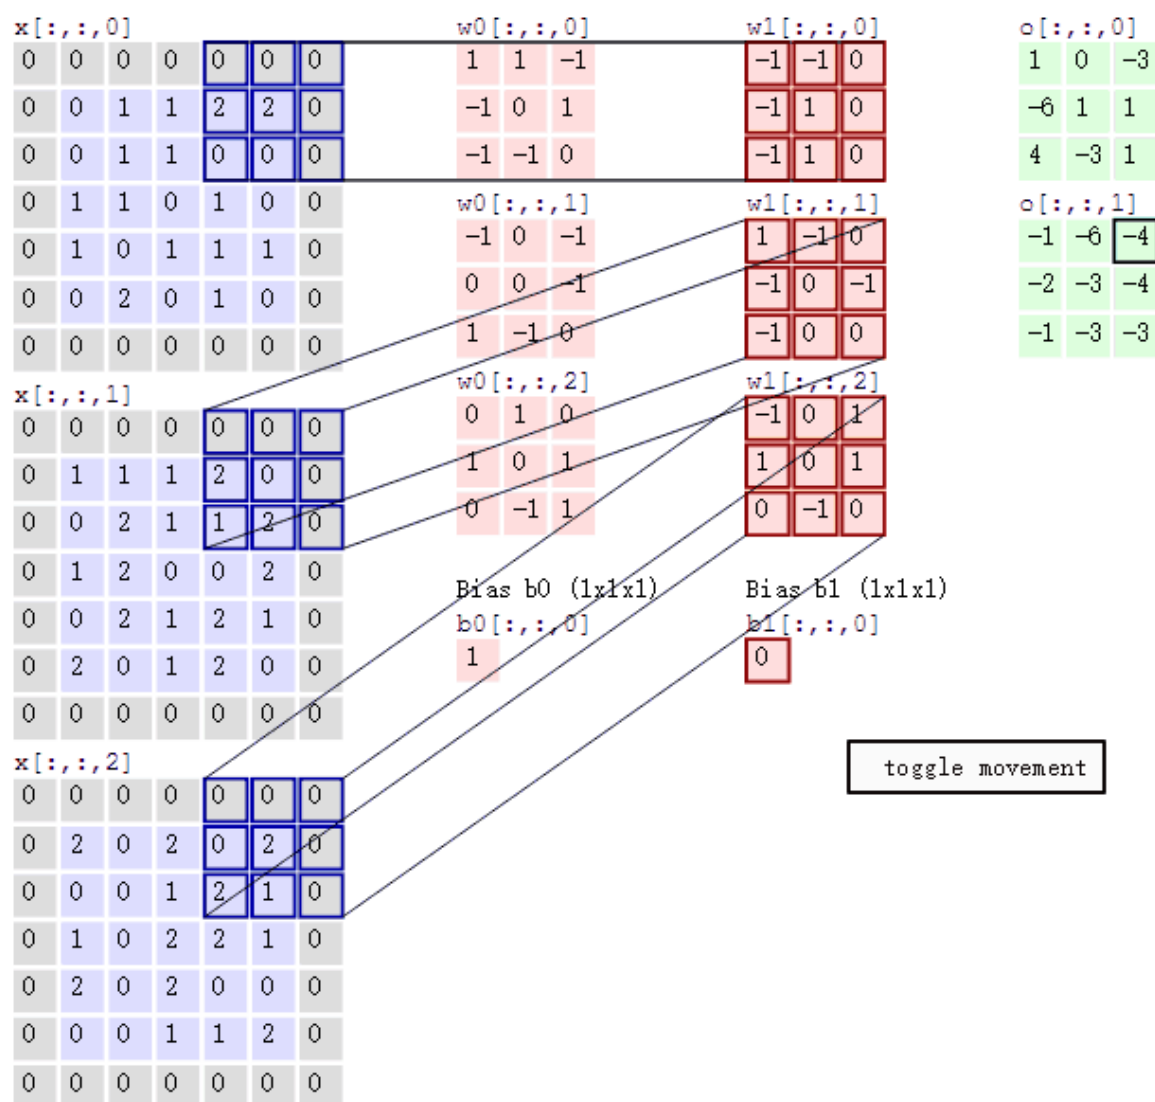 x[:,:,0] w0[:,:,0] w1[:,:,0] o[:,:,0]
0 0 0 0 0 0 0 1 1 −1 −1 −1 0 1 0 −3
0 0 1 1 2 2 0 −1 0 1 −1 1 0 −6 1 1
0 0 1 1 0 0 0 −1 −1 0 −1 1 0 4 −3 1
0 1 1 0 1 0 0 w0[:,:,1] w1[:,:,1] o[:,:,1]
0 1 0 1 1 1 0 −1 0 −1 1 −1 0 −1 −6 −4
0 0 2 0 1 0 0 0 0 −1 −1 0 −1 −2 −3 −4
0 0 0 0 0 0 0 1 −1 0 −1 0 0 −1 −3 −3
x[:,:,1] w0[:,:,2] w1[:,:,2]
0 0 0 0 0 0 0 0 1 0 −1 0 1
0 1 1 1 2 0 0 1 0 1 1 0 1
0 0 2 1 1 2 0 0 −1 1 0 −1 0
0 1 2 0 0 2 0 Bias b0 (1x1x1) Bias b1 (1x1x1)
0 0 2 1 2 1 0 b0[:,:,0] b1[:,:,0]
0 2 0 1 2 0 0 1 0
0 0 0 0 0 0 0
x[:,:,2] toggle movement
0 0 0 0 0 0 0
0 2 0 2 0 2 0
0 0 0 1 2 1 0
0 1 0 2 2 1 0
0 2 0 2 0 0 0
0 0 0 1 1 2 0
0 0 0 0 0 0 0